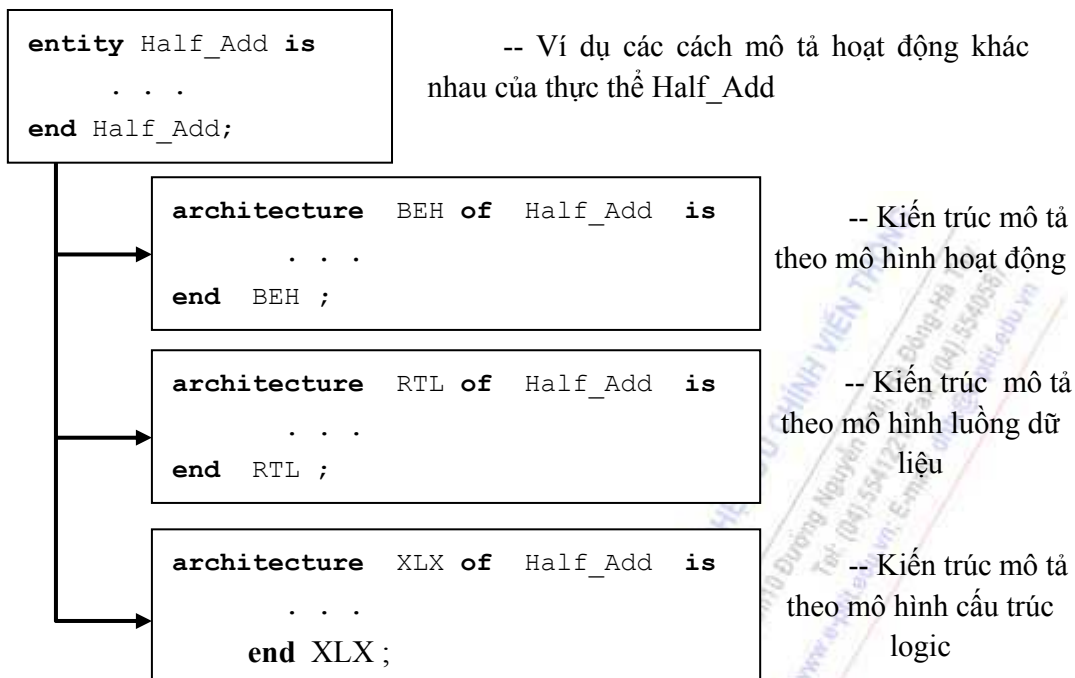 entity Half_Add is
. . .
end Half_Add;
-- Ví dụ các cách mô tả hoạt động khác
nhau của thực thể Half_Add
architecture BEH of Half_Add is
. . .
end BEH ;
-- Kiến trúc mô tả
theo mô hình hoạt động
architecture RTL of Half_Add is
. . .
end RTL ;
-- Kiến trúc mô tả
theo mô hình luồng dữ
liệu
architecture XLX of Half_Add is
. . .
end XLX ;
-- Kiến trúc mô tả
theo mô hình cấu trúc
logic